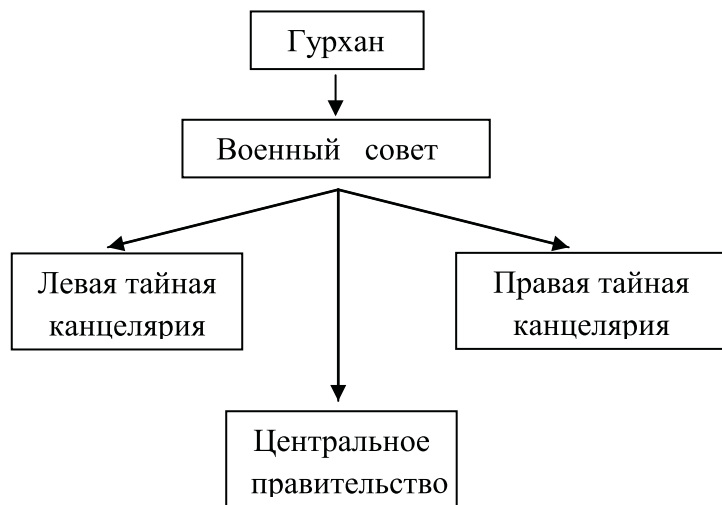 Гурхан
Военный совет
Левая тайная
канцелярия
Правая тайная
канцелярия
Центральное
правительство